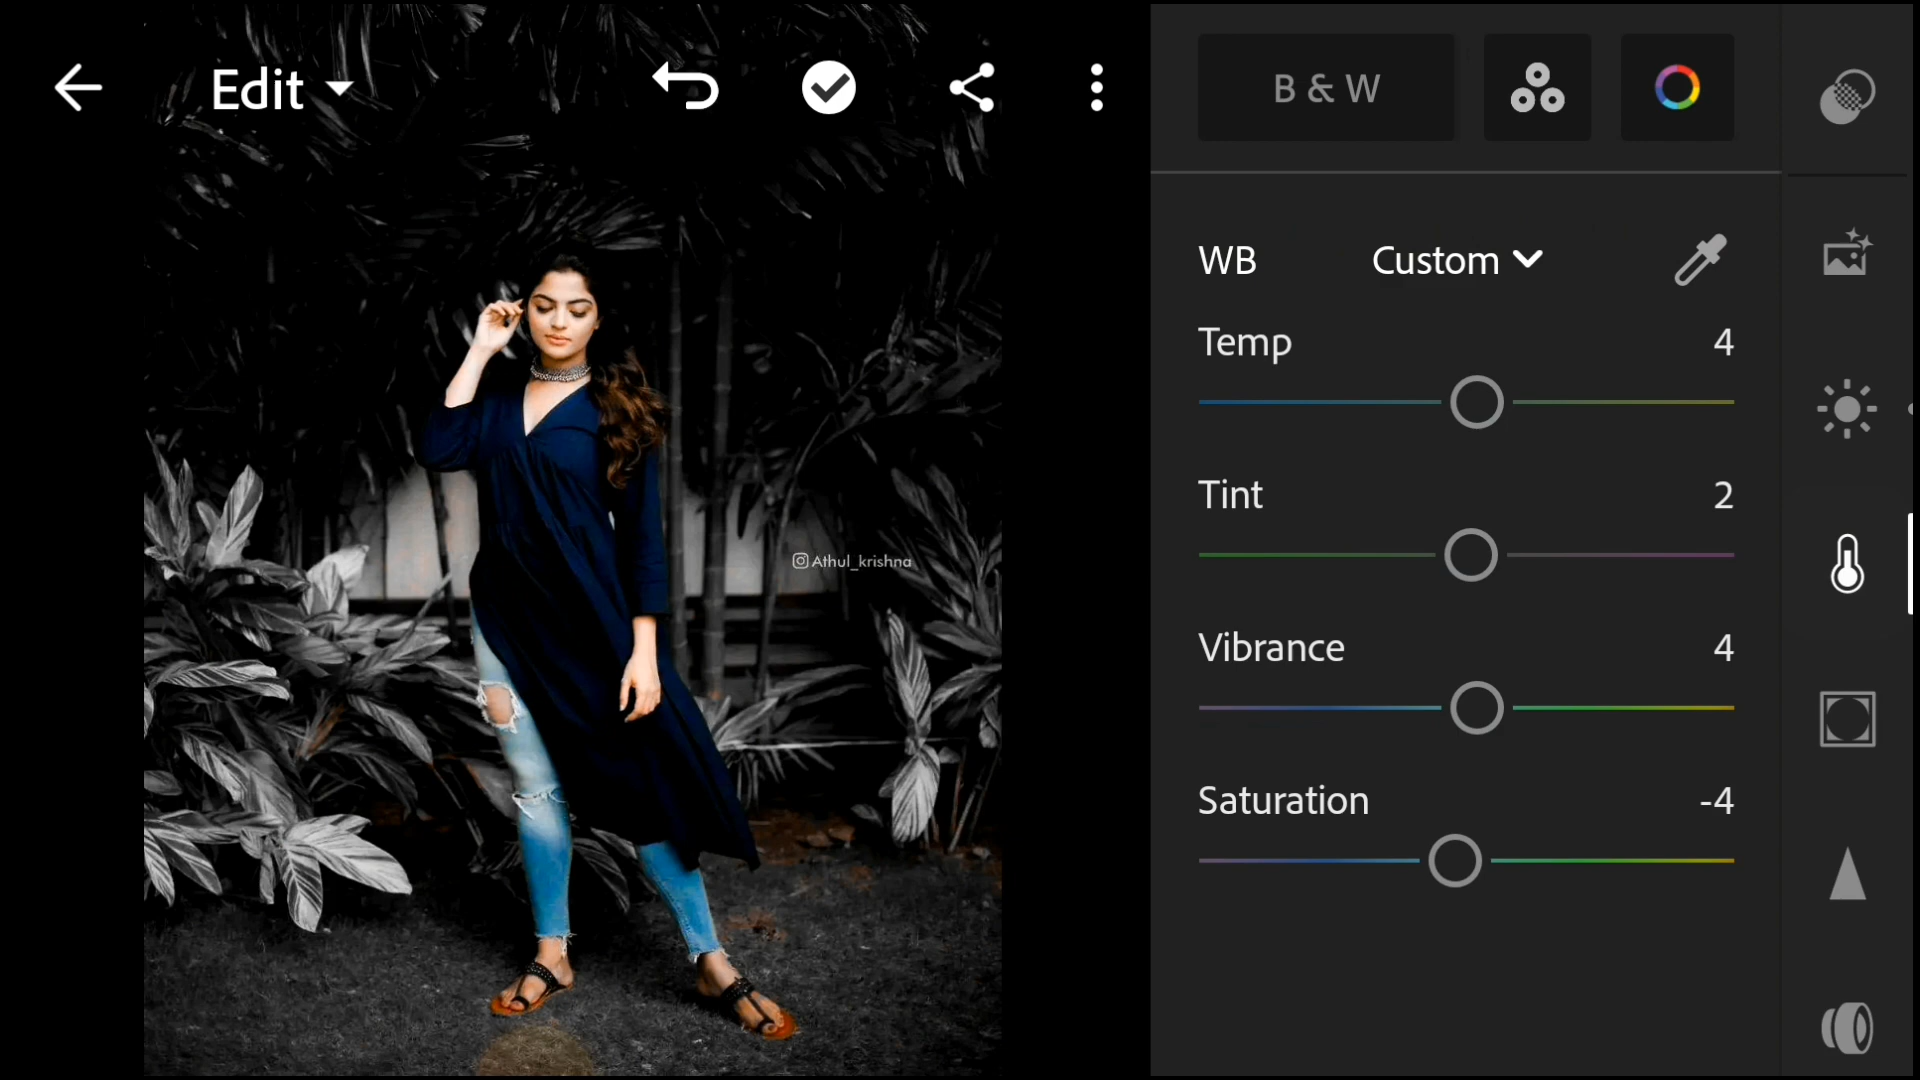 Edit
B & W
WB Custom
Temp 4
Tint 2
Vibrance 4
Saturation -4
Athul_krishna